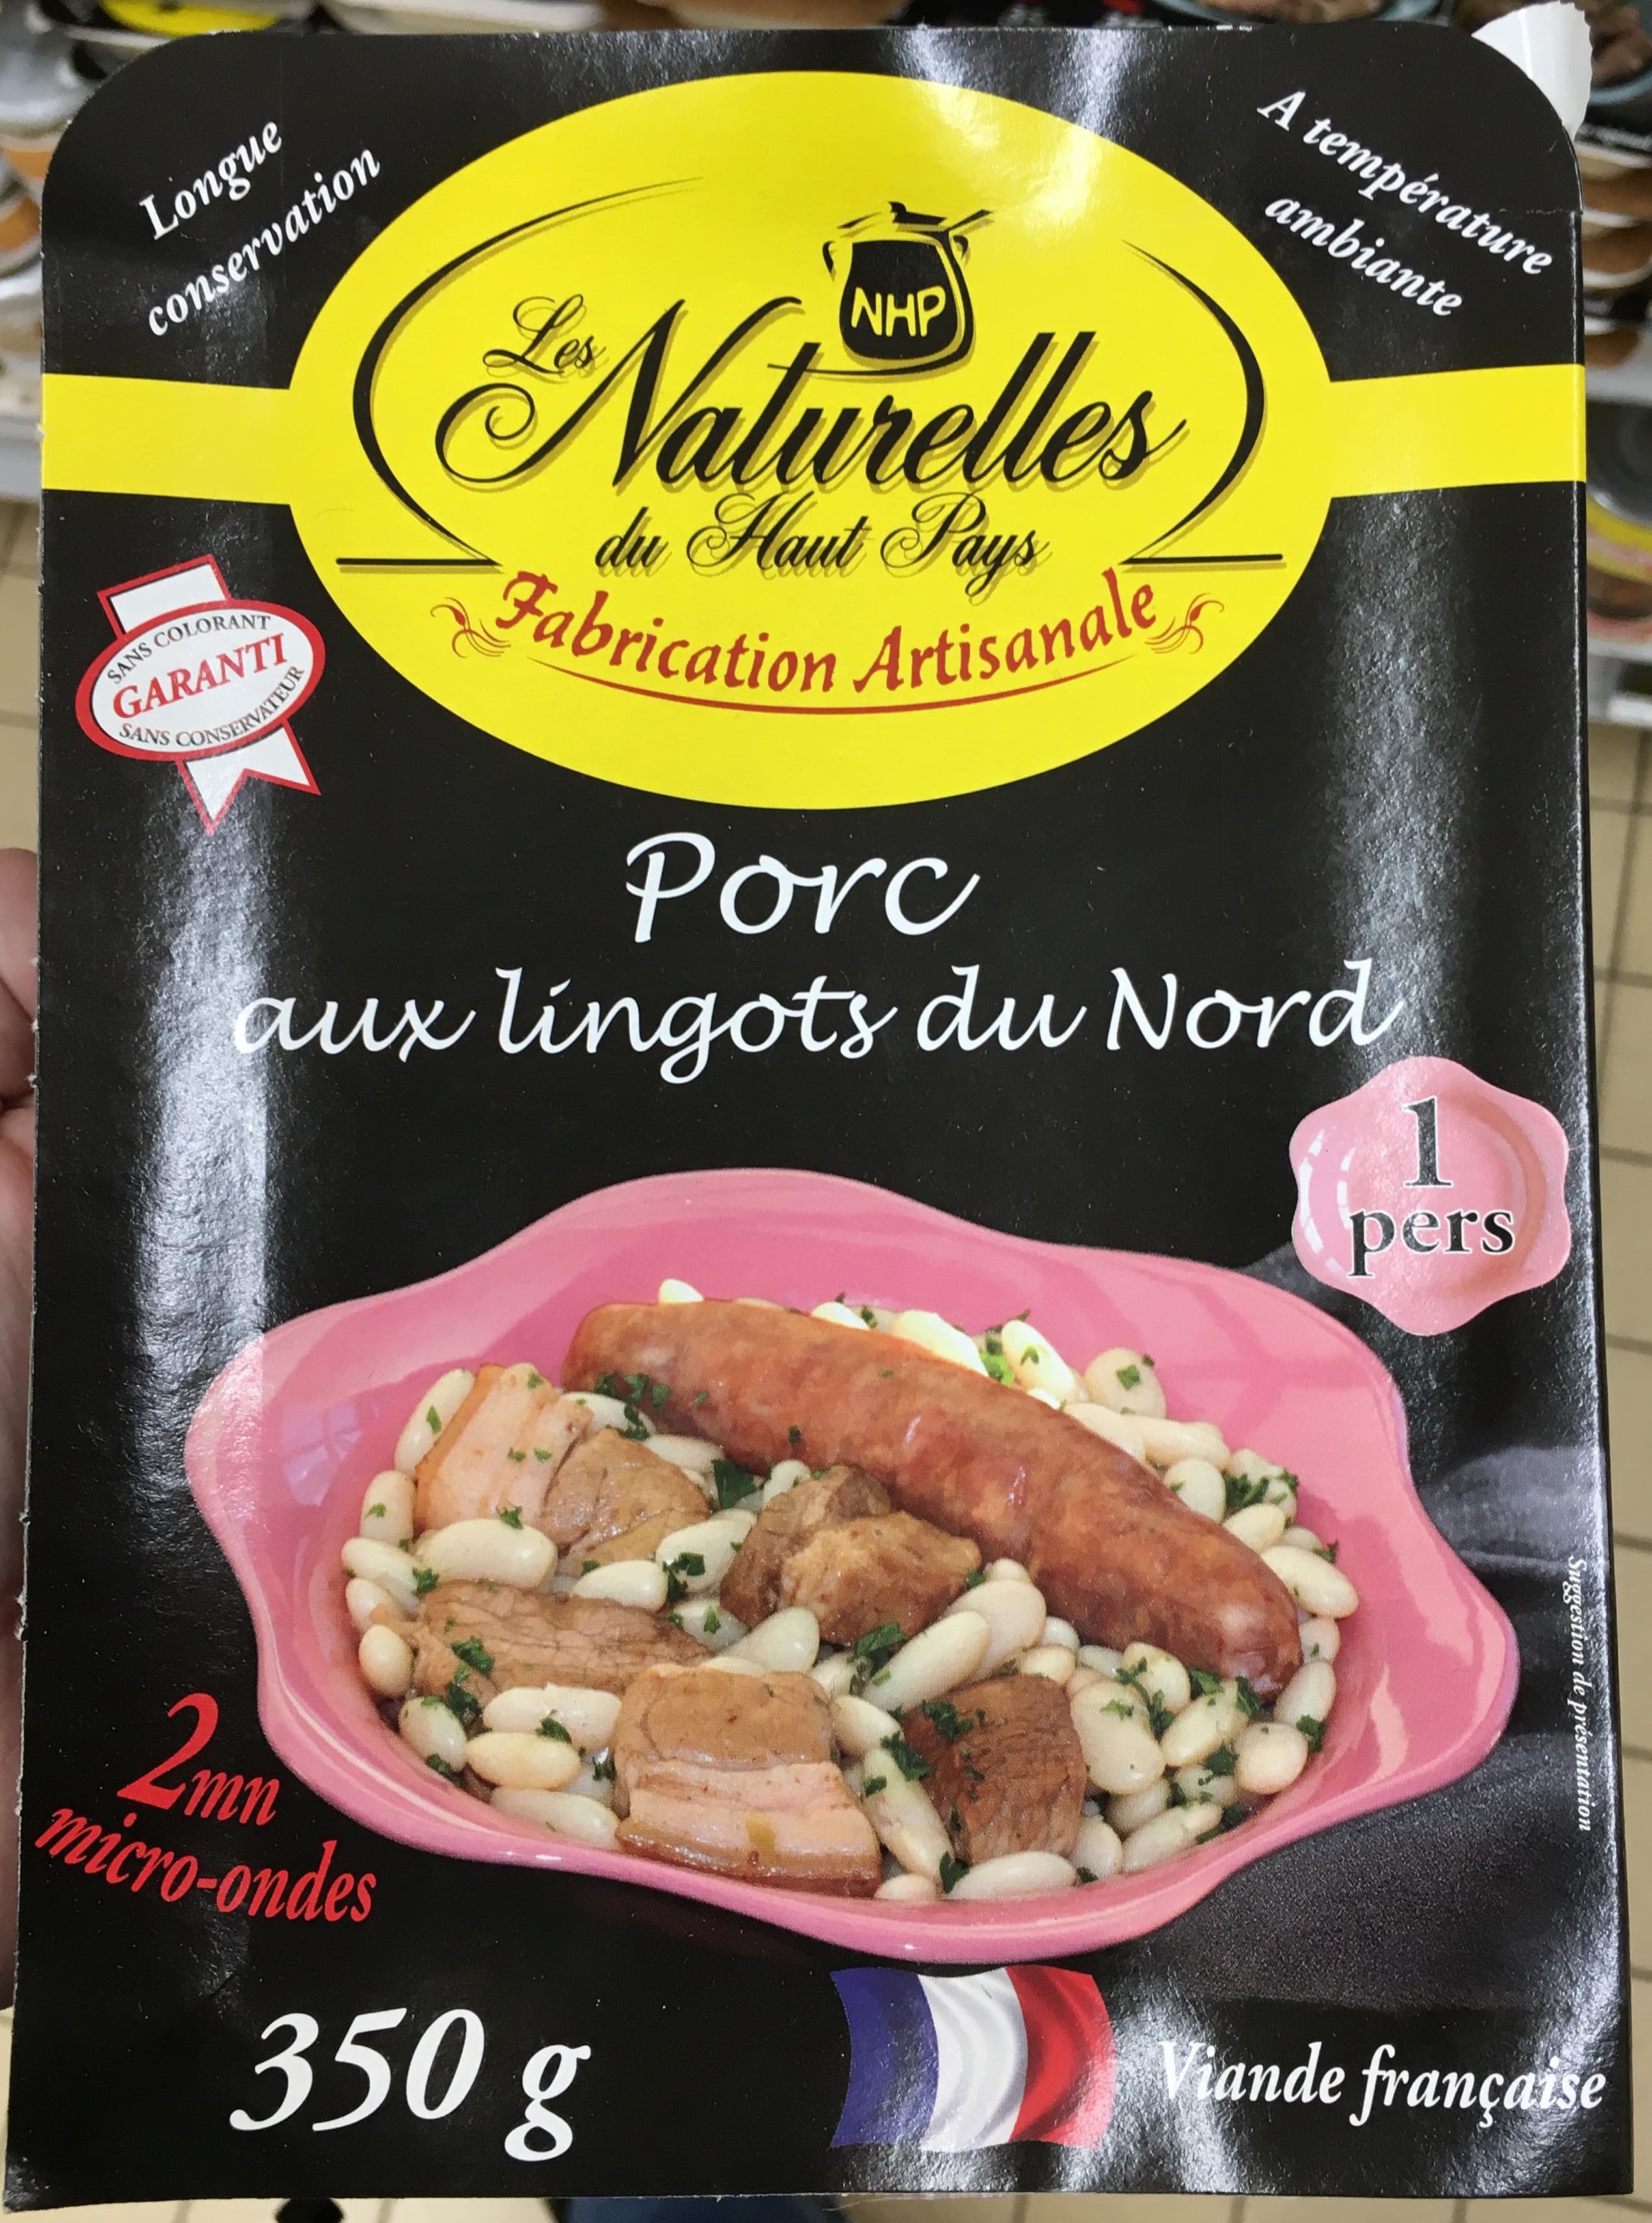 Longue
conservation
A température
ambiante
NHP
Les Naturelles
du Haut Pays
Fabrication Artisanale
SANS COLORANT
GARANTI
SANS CONSERVATEUR
Porc
aux lingots du Nord
1
pers
Suggestion de présentation
2mn
micro-ondes
350 g
Viande française